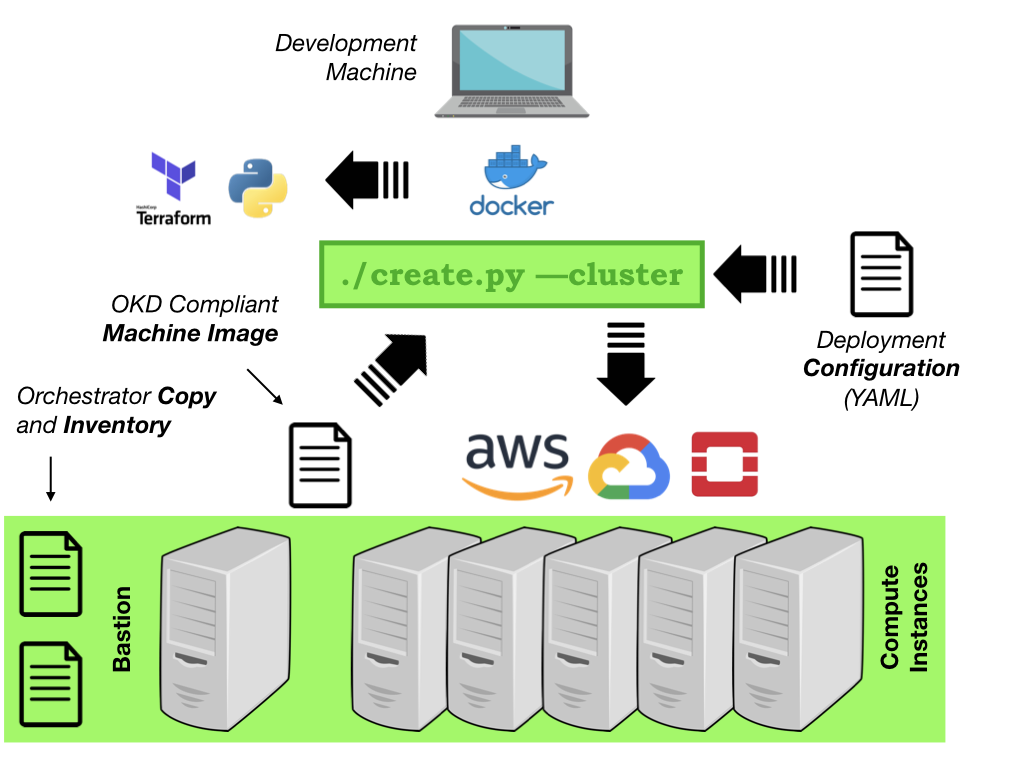 Development
Machine
HashiCorp
Terraform
docker
./create.py —cluster
OKD Compliant
Machine Image
Deployment
Configuration
(YAML)
Orchestrator Copy
and Inventory
aws
Bastion
Compute
Instances